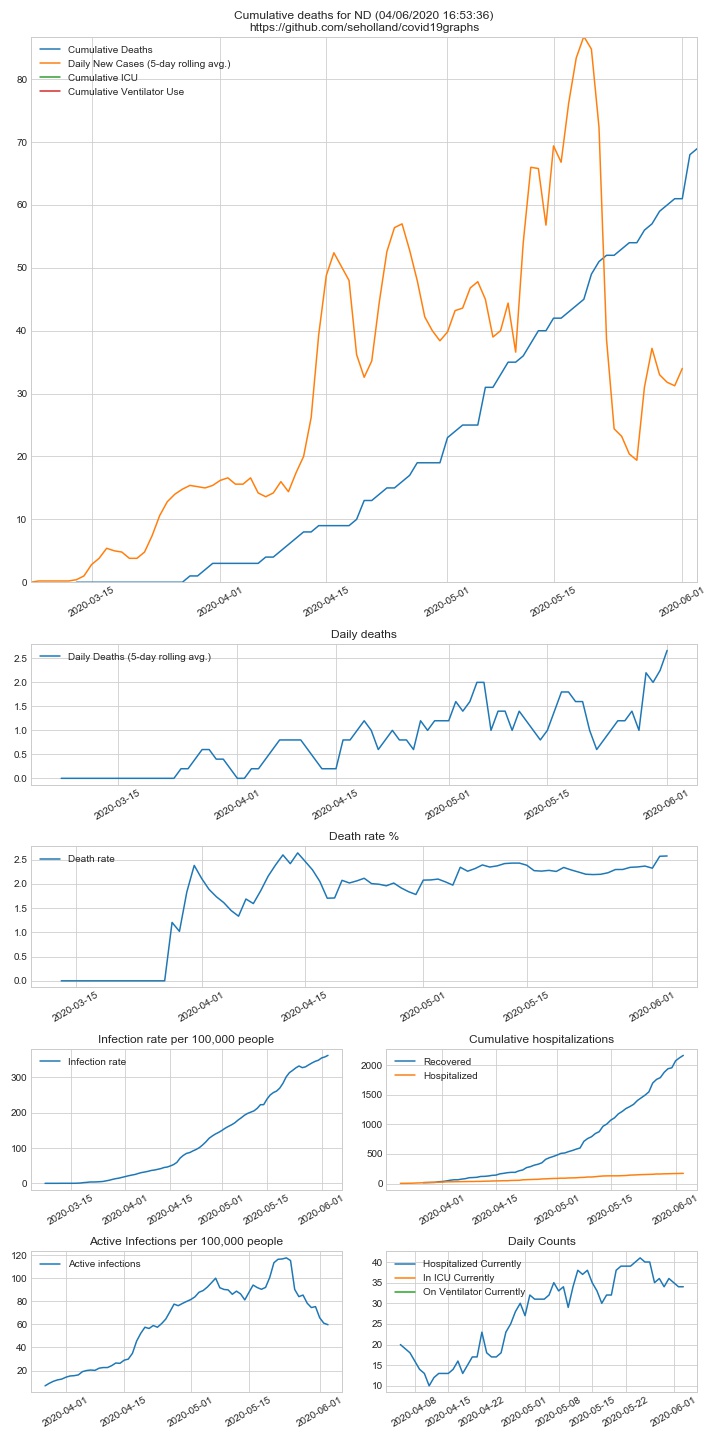 Cumulative deaths for ND (04/06/2020 16:53:36)
https://github.com/seholland/covid19graphs
Cumulative Deaths
Daily New Cases (5-day rolling avg.)
Cumulative ICU
Cumulative Ventilator Use
80
70
60
50
40
30
20
10
0
2020-03-15 2020-04-01 2020-04-15 2020-05-01 2020-05-15 2020-06-01
Daily deaths
Daily Deaths (5-day rolling avg.)
2.5
2.0
1.5
1.0
0.5
0.0
2020-03-15 2020-04-01 2020-04-15 2020-05-01 2020-05-15 2020-06-01
Death rate %
Death rate
2.5
2.0
1.5
1.0
0.5
0.0
2020-03-15 2020-04-01 2020-05-01 2020-05-15 2020-06-01
Infection rate per 100,000 people
Infection rate
300
200
100
0
2020-03-15 2020-04-01 2020-04-15 2020-05-01 2020-05-15 2020-06-01
Cumulative hospitalizations
Recovered
Hospitalized
2000
1500
1000
500
0
2020-04-01 2020-04-15 2020-05-01 2020-05-15 2020-06-01
Active Infections per 100,000 people
Active infections
120
100
80
60
40
20
2020-04-01 2020-04-15 2020-05-01 2020-05-15 2020-06-01
Daily Counts
Hospitalized Currently
In ICU Currently
On Ventilator Currently
40
35
30
25
20
15
10
2020-04-08 2020-04-15 2020-04-22 2020-05-01 2020-05-08 2020-05-15 2020-05-22 2020-06-01